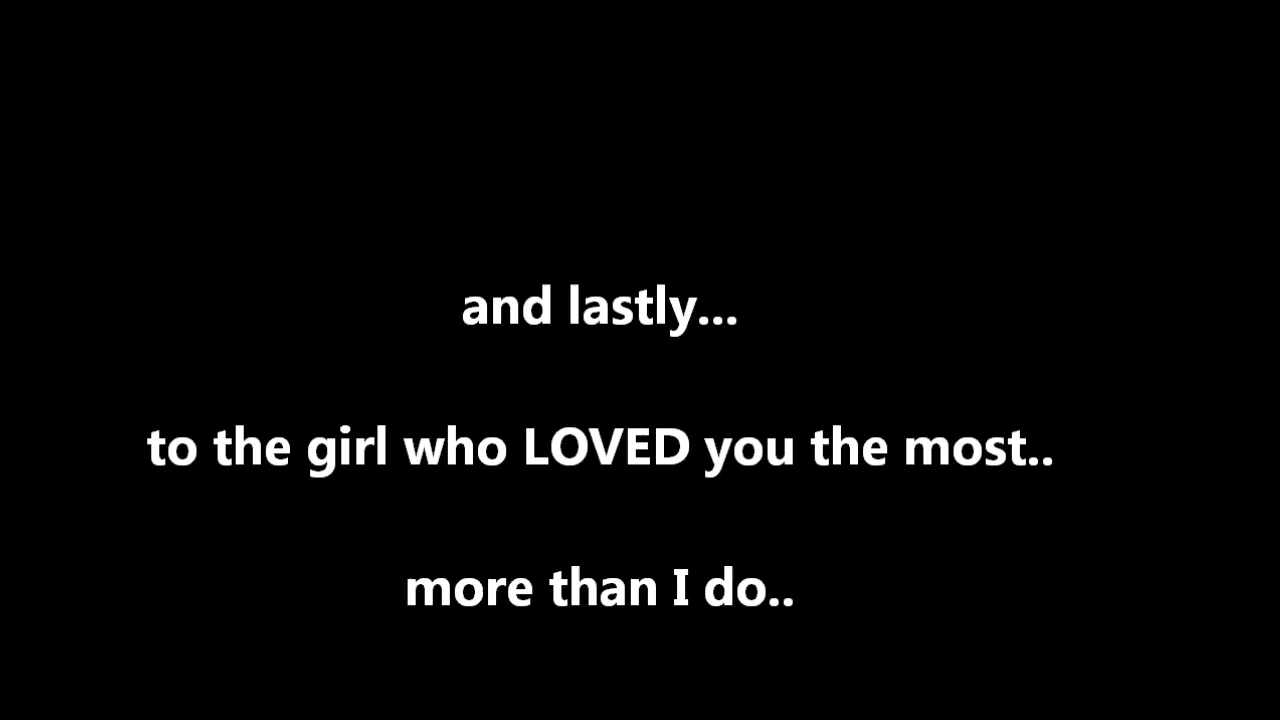 and lastly...
to the girl who LOVED you the most..
more than I do..